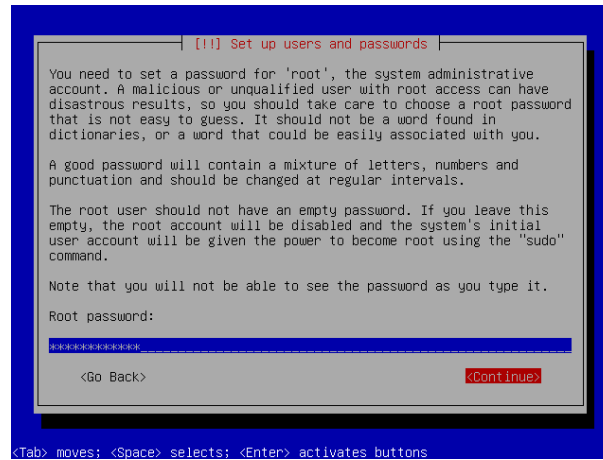 [!!] Set up users and passwords
You need to set a password for 'root', the system administrative
account. A malicious or unqualified user with root access can have
disastrous results, so you should take care to choose a root password
that is not easy to guess. It should not be a word found in
dictionaries, or a word that could be easily associated with you.
A good password will contain a mixture of letters, numbers and
punctuation and should be changed at regular intervals.
The root user should not have an empty password. If you leave this
empty, the root account will be disabled and the system's initial
user account will be given the power to become root using the "sudo"
command.
Note that you will not be able to see the password as you type it.
Root password:
*************
<Go Back> <Continue>
<Tab> moves; <Space> selects; <Enter> activates buttons